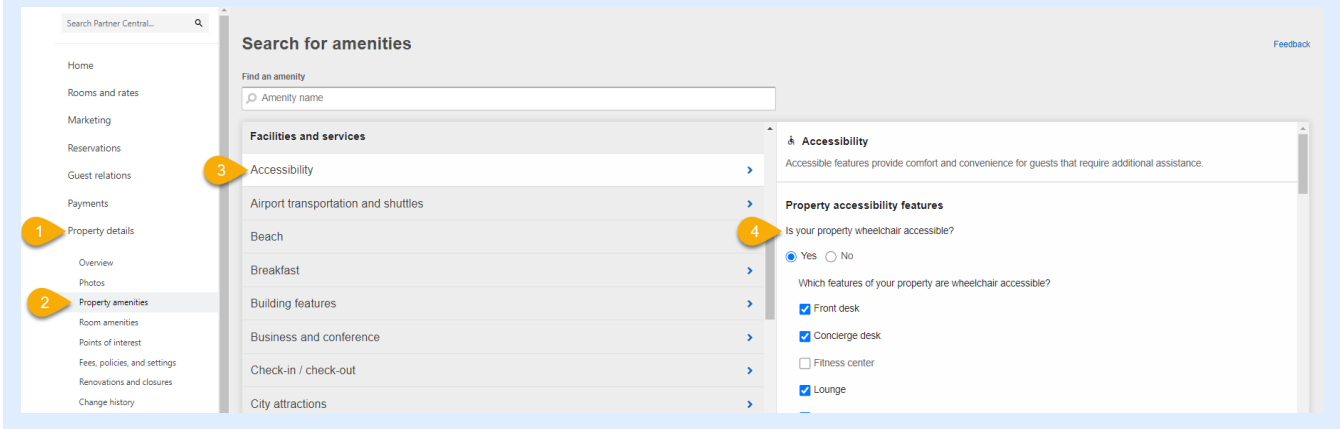 Search Partner Central...
Home
Rooms and rates
Marketing
Reservations
Guest relations
Payments
1
Property details
Overview
Photos
2
Property amenities
Room amenities
Points of interest
Fees, policies, and settings
Renovations and closures
Change history
Search for amenities
Feedback
Find an amenity
Amenity name
Facilities and services
3
Accessibility
Airport transportation and shuttles
Beach
Breakfast
Building features
Business and conference
Check-in / check-out
City attractions
Accessibility
Accessible features provide comfort and convenience for guests that require additional assistance.
Property accessibility features
4
Is your property wheelchair accessible?
Yes No
Which features of your property are wheelchair accessible?
Front desk
Concierge desk
Fitness center
Lounge